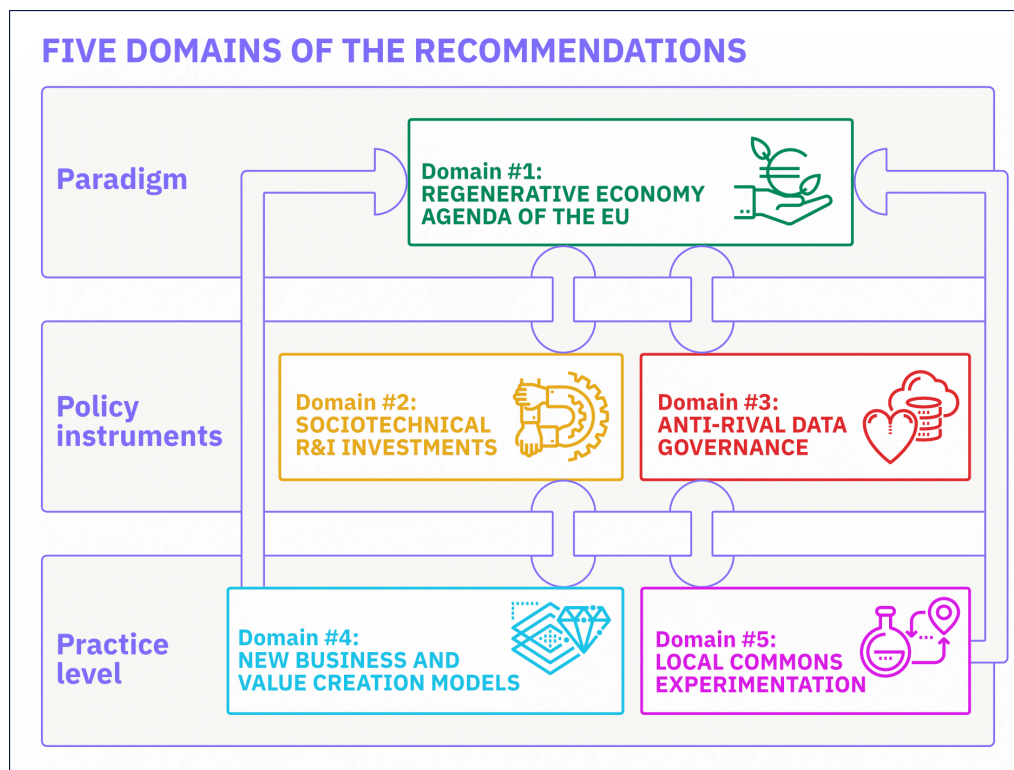 FIVE DOMAINS OF THE RECOMMENDATIONS
Paradigm
Domain #1:
REGENERATIVE ECONOMY
AGENDA OF THE EU
Policy
instruments
Domain #2:
SOCIOTECHNICAL
R&I INVESTMENTS
Domain #3:
ANTI-RIVAL DATA
GOVERNANCE
Practice
level
Domain #4:
NEW BUSINESS AND
VALUE CREATION MODELS
Domain #5:
LOCAL COMMONS
EXPERIMENTATION